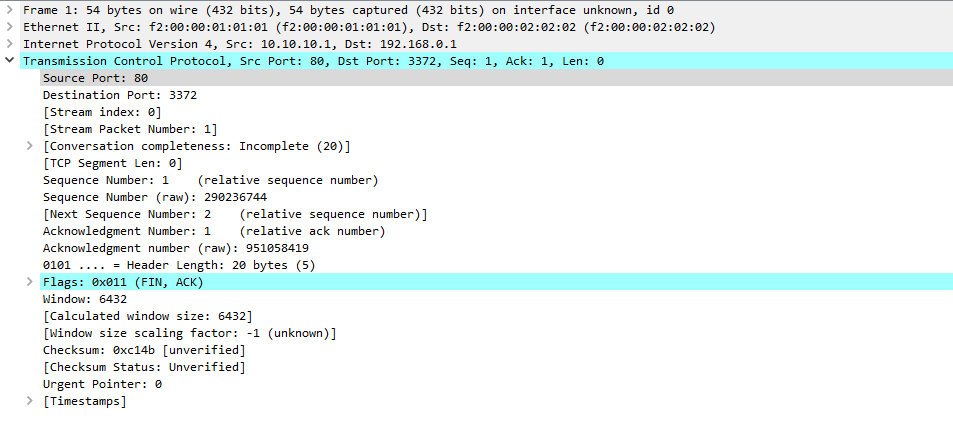 Frame 1: 54 bytes on wire (432 bits), 54 bytes captured (432 bits) on interface unknown, id 0
Ethernet II, Src: f2:00:00:01:01:01 (f2:00:00:01:01:01), Dst: f2:00:00:02:02:02 (f2:00:00:02:02:02)
Internet Protocol Version 4, Src: 10.10.10.1, Dst: 192.168.0.1
Transmission Control Protocol, Src Port: 80, Dst Port: 3372, Seq: 1, Ack: 1, Len: 0
Source Port: 80
Destination Port: 3372
[Stream index: 0]
[Stream Packet Number: 1]
[Conversation completeness: Incomplete (20)]
[TCP Segment Len: 0]
Sequence Number: 1    (relative sequence number)
Sequence Number (raw): 290236744
[Next Sequence Number: 2    (relative sequence number)]
Acknowledgment Number: 1    (relative ack number)
Acknowledgment number (raw): 951058419
0101 .... = Header Length: 20 bytes (5)
Flags: 0x011 (FIN, ACK)
Window: 6432
[Calculated window size: 6432]
[Window size scaling factor: -1 (unknown)]
Checksum: 0xc14b [unverified]
[Checksum Status: Unverified]
Urgent Pointer: 0
[Timestamps]